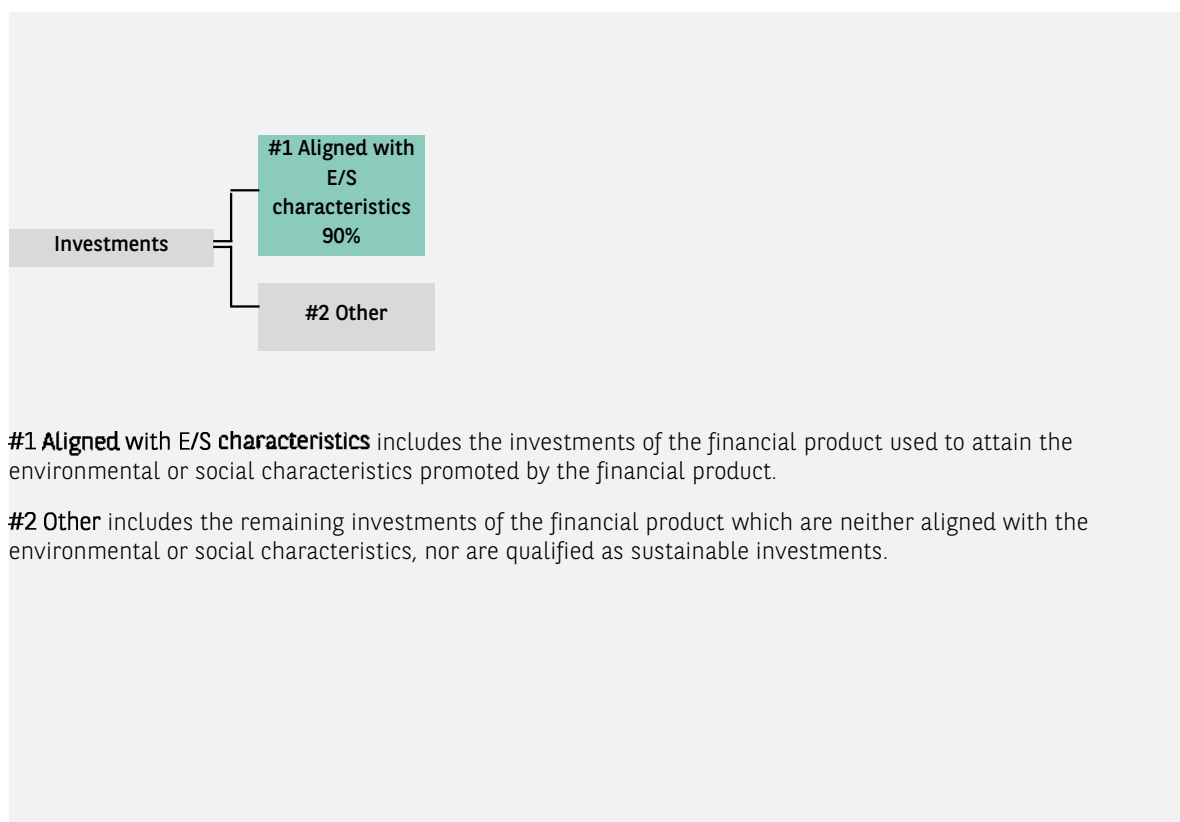 #1 Aligned with
E/S
characteristics
90%
Investments
#2 Other
#1 Aligned with E/S characteristics includes the investments of the financial product used to attain the
environmental or social characteristics promoted by the financial product.
#2 Other includes the remaining investments of the financial product which are neither aligned with the
environmental or social characteristics, nor are qualified as sustainable investments.